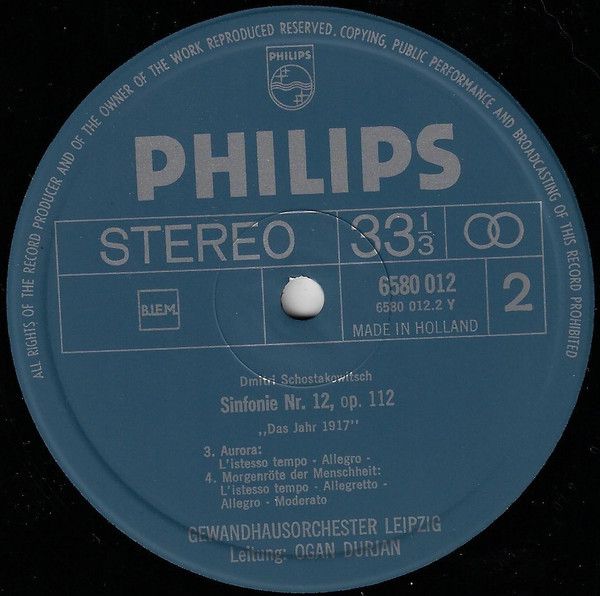 ALL RIGHTS OF THE RECORD PRODUCER AND OF THE OWNER OF THE WORK REPRODUCED RESERVED. COPYING, PUBLIC PERFORMANCE AND BROADCASTING OF THIS RECORD PROHIBITED
PHILIPS
PHILIPS
STEREO
33 1/3
6580 012
6580 012.2 Y
2
B.I.E.M.
MADE IN HOLLAND
Dmitri Schostakowitsch
Sinfonie Nr. 12, op. 112
„Das Jahr 1917"
3. Aurora:
L'istesso tempo - Allegro -
4. Morgenröte der Menschheit:
L'istesso tempo - Allegretto -
Allegro - Moderato
GEWANDHAUSORCHESTER LEIPZIG
Leitung: OGAN DURJAN